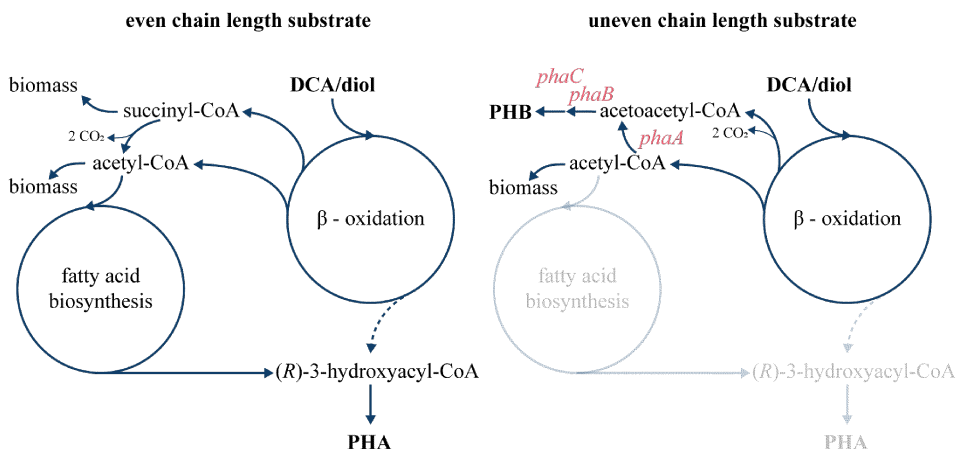 even chain length substrate
biomass
succinyl-CoA
DCA/diol
2 CO₂
acetyl-CoA
biomass
β - oxidation
fatty acid
biosynthesis
(R)-3-hydroxyacyl-CoA
PHA
uneven chain length substrate
phaC
phaB
DCA/diol
PHB
acetoacetyl-CoA
phaA
2 CO₂
acetyl-CoA
biomass
β - oxidation
fatty acid
biosynthesis
(R)-3-hydroxyacyl-CoA
PHA